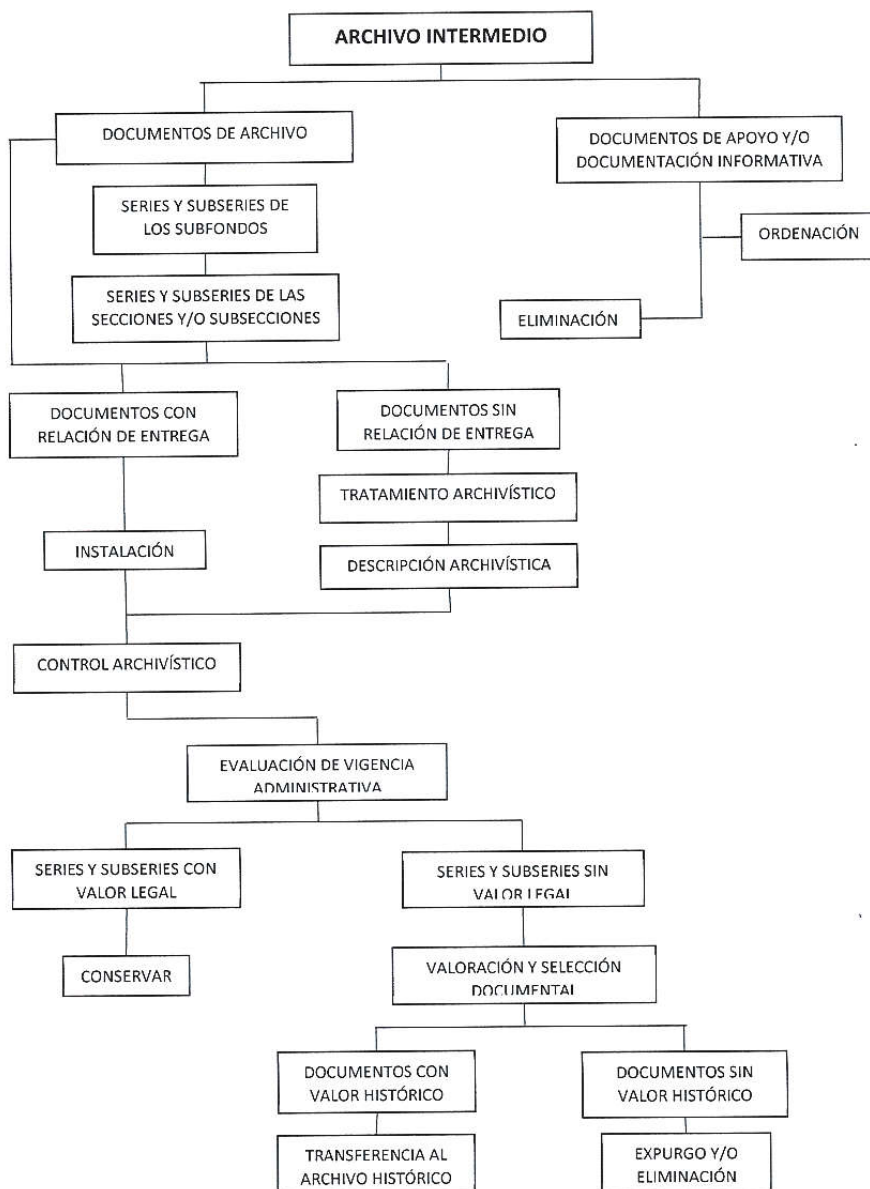 ARCHIVO INTERMEDIO
DOCUMENTOS DE ARCHIVO
DOCUMENTOS DE APOYO Y/O
DOCUMENTACIÓN INFORMATIVA
SERIES Y SUBSERIES DE
LOS SUBFONDOS
ORDENACIÓN
SERIES Y SUBSERIES DE LAS
SECCIONES Y/O SUBSECCIONES
ELIMINACIÓN
DOCUMENTOS CON
RELACIÓN DE ENTREGA
DOCUMENTOS SIN
RELACIÓN DE ENTREGA
TRATAMIENTO ARCHIVÍSTICO
INSTALACIÓN
DESCRIPCIÓN ARCHIVÍSTICA
CONTROL ARCHIVÍSTICO
EVALUACIÓN DE VIGENCIA
ADMINISTRATIVA
SERIES Y SUBSERIES CON
VALOR LEGAL
SERIES Y SUBSERIES SIN
VALOR LEGAL
CONSERVAR
VALORACIÓN Y SELECCIÓN
DOCUMENTAL
DOCUMENTOS CON
VALOR HISTÓRICO
DOCUMENTOS SIN
VALOR HISTÓRICO
TRANSFERENCIA AL
ARCHIVO HISTÓRICO
EXPURGO Y/O
ELIMINACIÓN